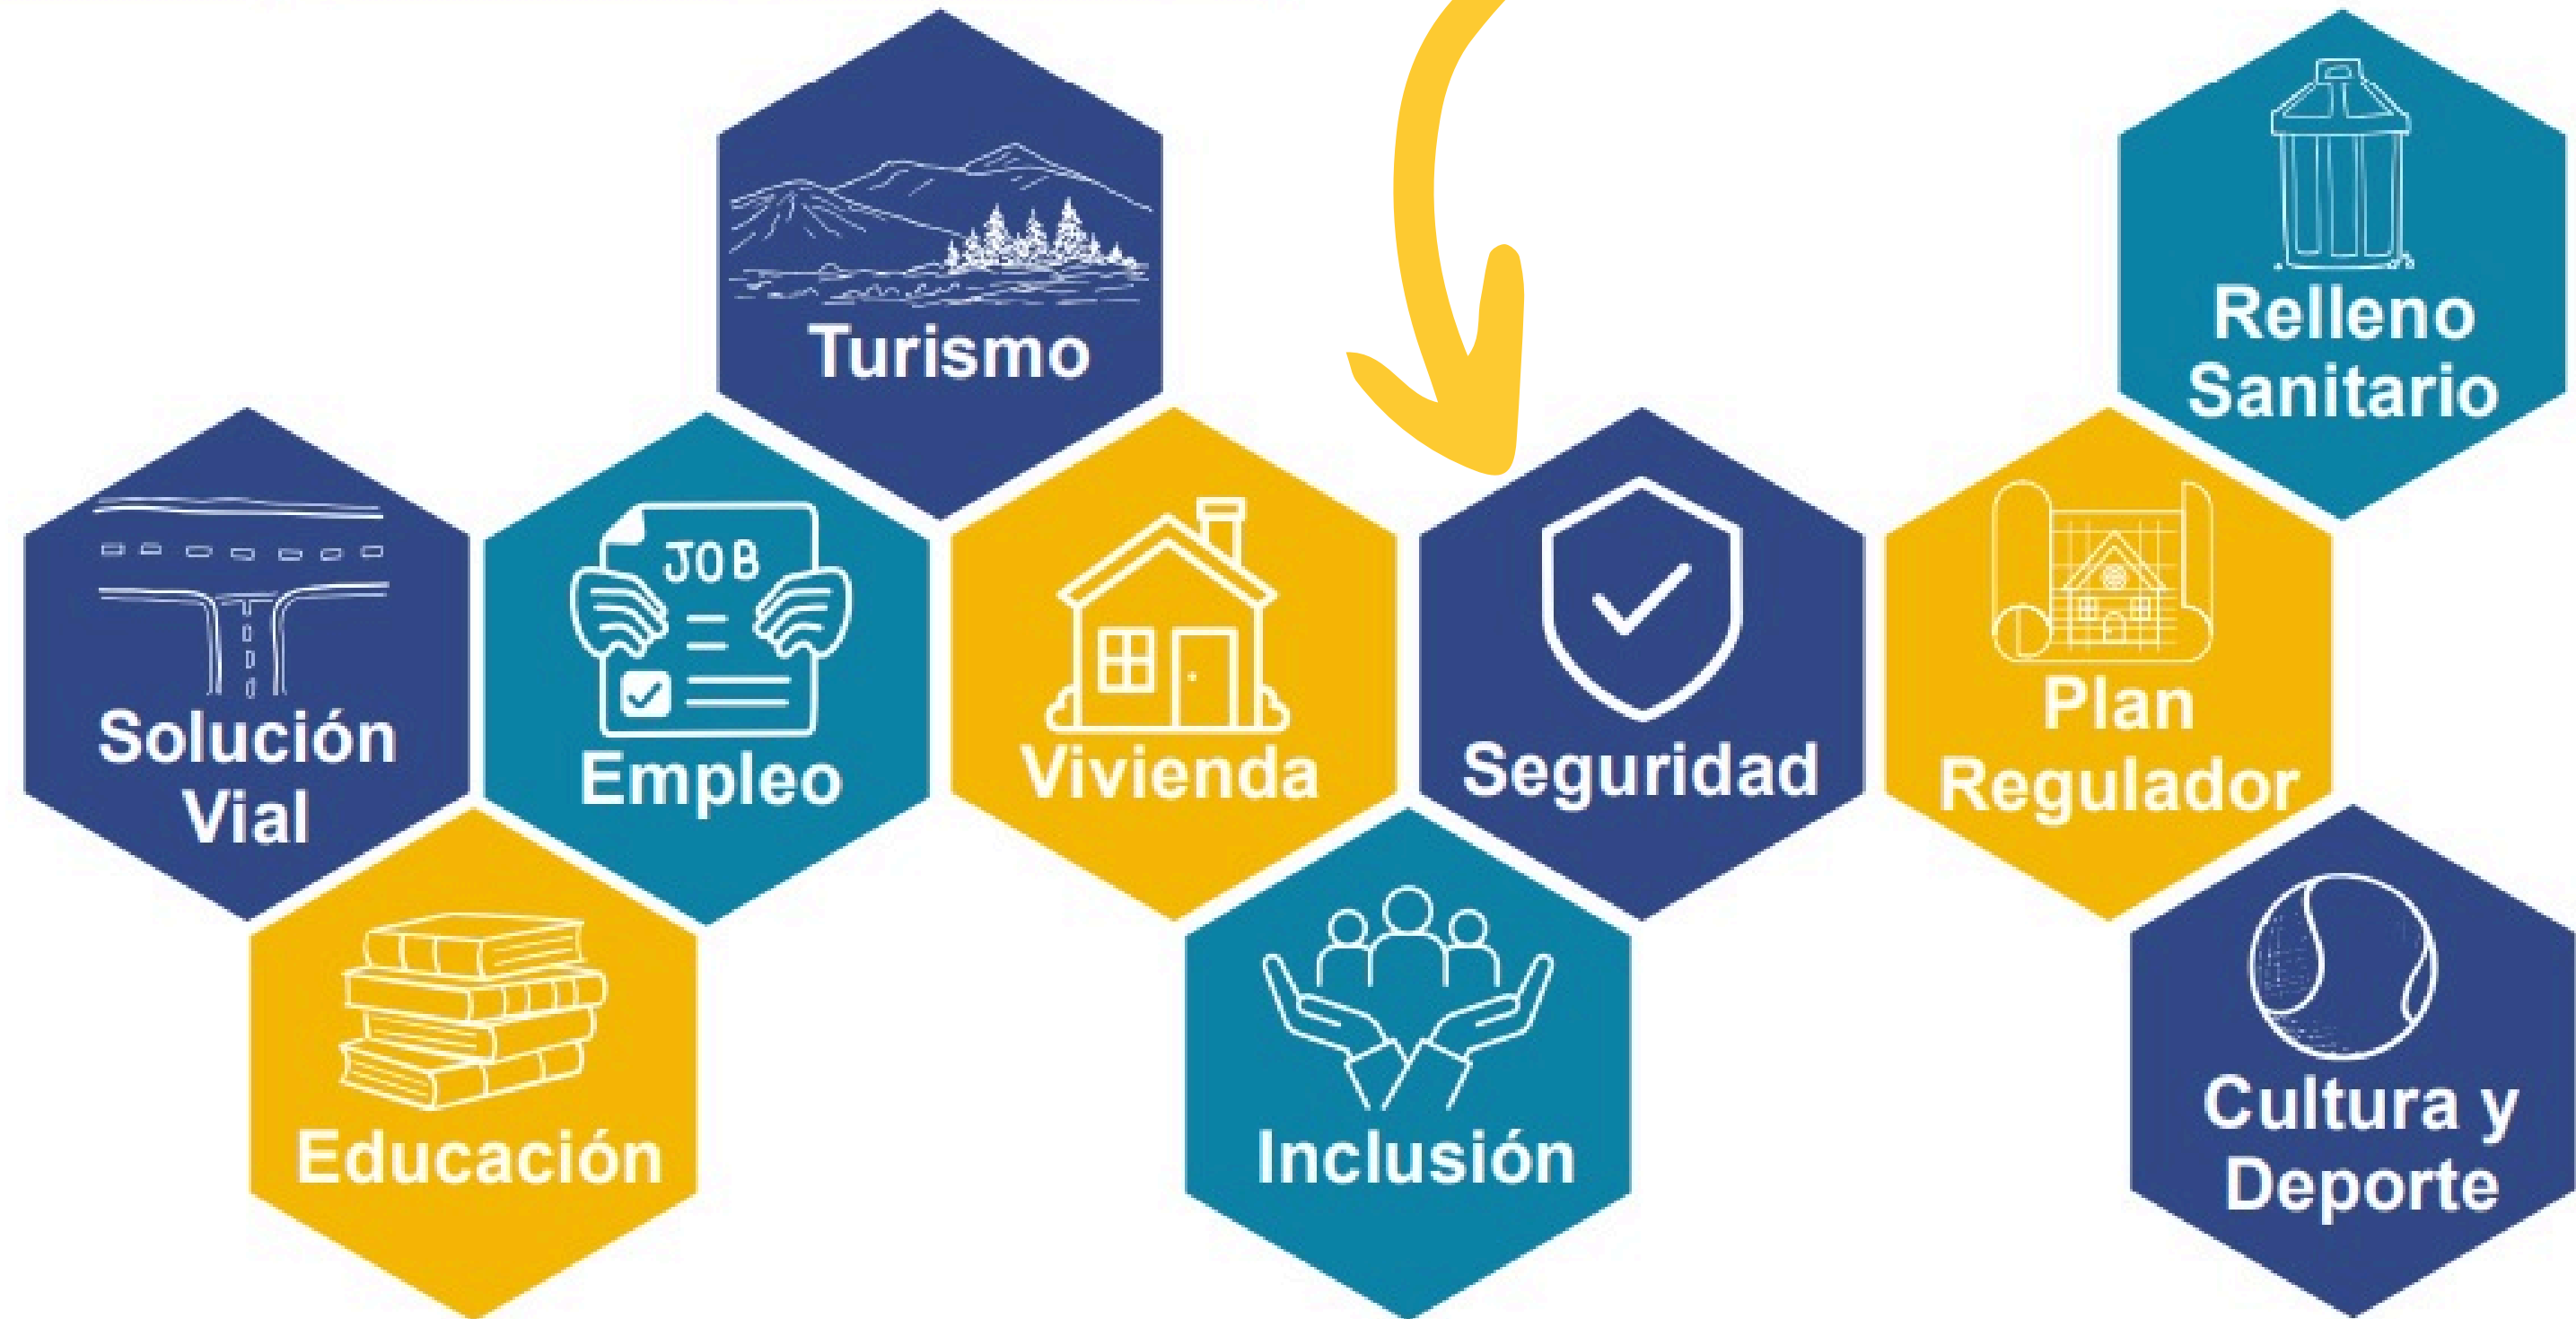 Turismo
Relleno
Sanitario
Solución
Vial
JOB
Empleo
Vivienda
Seguridad
Plan
Regulador
Educación
Inclusión
Cultura y
Deporte